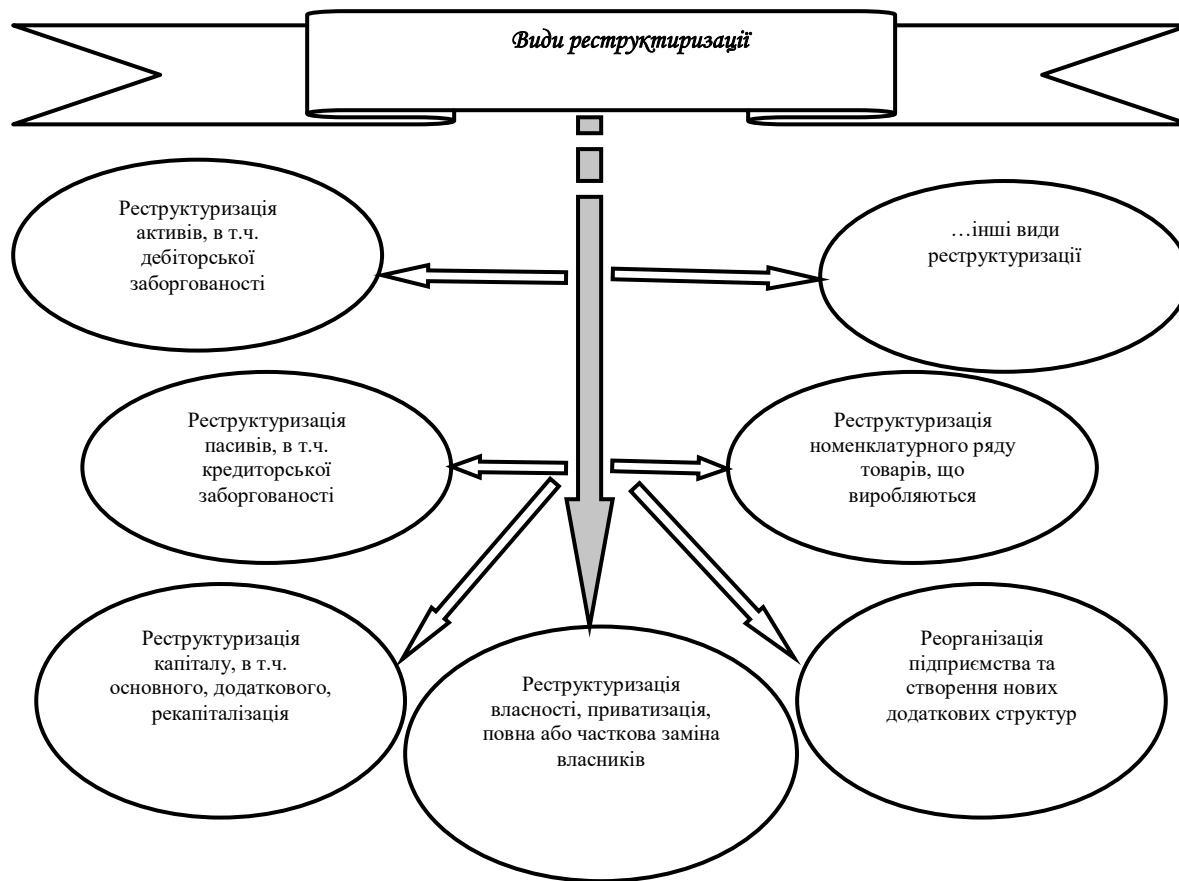 Види реструктиризації
Реструктуризація
активів, в т.ч.
дебіторської
заборгованості
…інші види
реструктуризації
Реструктуризація
пасивів, в т.ч.
кредиторської
заборгованості
Реструктуризація
номенклатурного ряду
товарів, що
виробляються
Реструктуризація
капіталу, в т.ч.
основного, додаткового,
рекапіталізація
Реструктуризація
власності, приватизація,
повна або часткова заміна
власників
Реорганізація
підприємства та
створення нових
додаткових структур